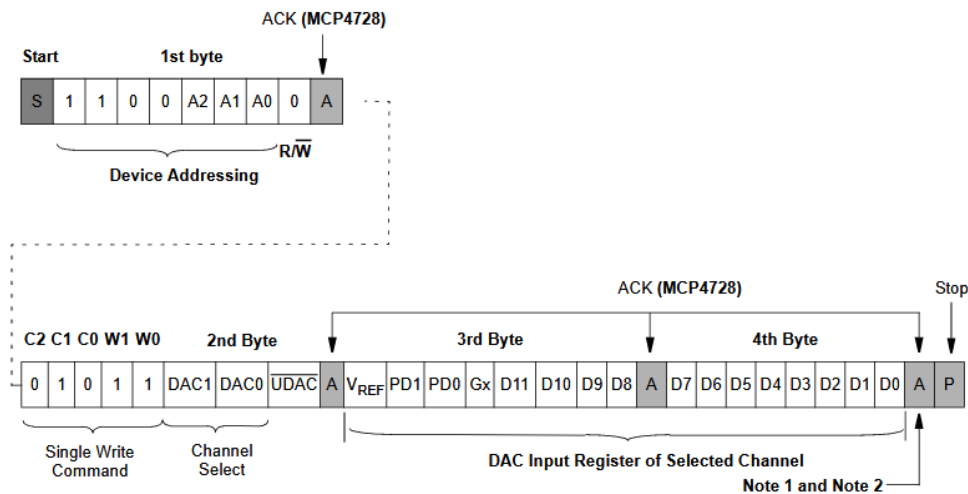 ACK (MCP4728)
Start 1st byte
S 1 1 0 0 A2 A1 A0 0 A
R/W
Device Addressing
ACK (MCP4728) Stop
C2 C1 C0 W1 W0 2nd Byte 3rd Byte 4th Byte
0 1 0 1 1 DAC1 DAC0 UDAC A VREF PD1 PD0 Gx D11 D10 D9 D8 A D7 D6 D5 D4 D3 D2 D1 D0 A P
Single Write Command
Channel Select
DAC Input Register of Selected Channel
Note 1 and Note 2